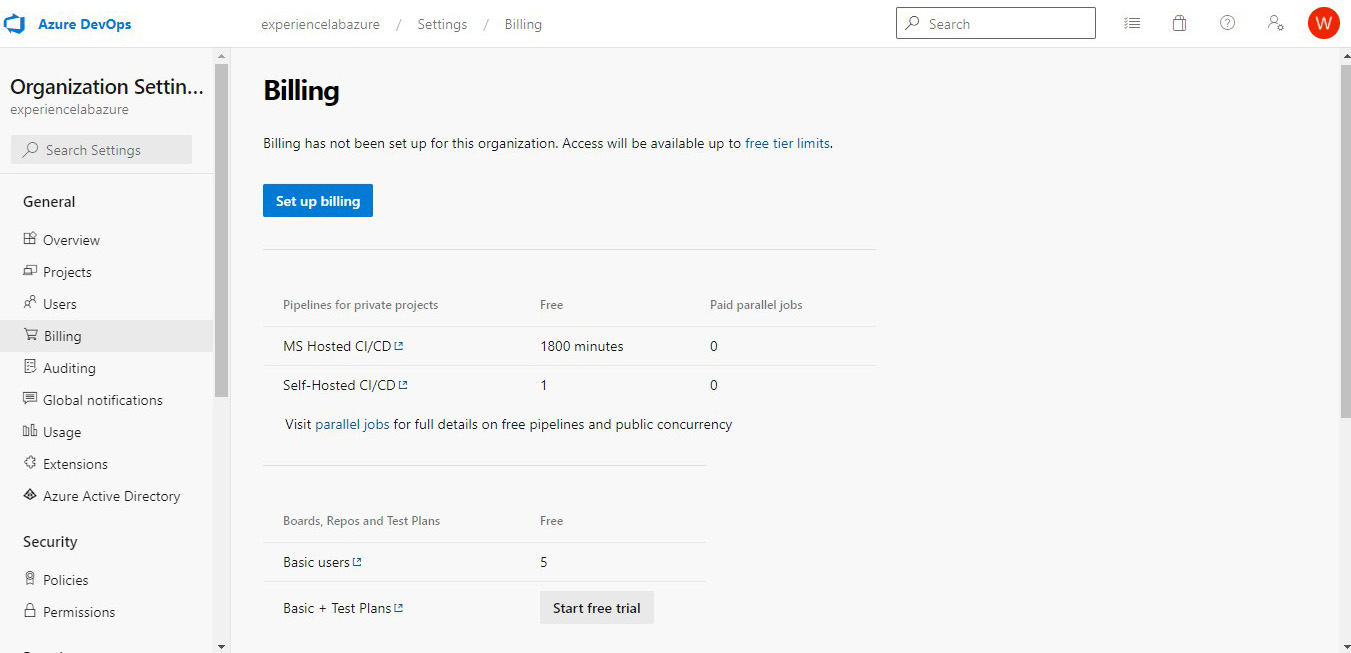 Azure DevOps
experiencelabazure / Settings / Billing
Search
W
Organization Settin...
experiencelabazure
Search Settings
General
Overview
Projects
Users
Billing
Auditing
Global notifications
Usage
Extensions
Azure Active Directory
Security
Policies
Permissions
Billing
Billing has not been set up for this organization. Access will be available up to free tier limits.
Set up billing
Pipelines for private projects Free Paid parallel jobs
MS Hosted CI/CD 1800 minutes 0
Self-Hosted CI/CD 1 0
Visit parallel jobs for full details on free pipelines and public concurrency
Boards, Repos and Test Plans Free
Basic users 5
Basic + Test Plans Start free trial